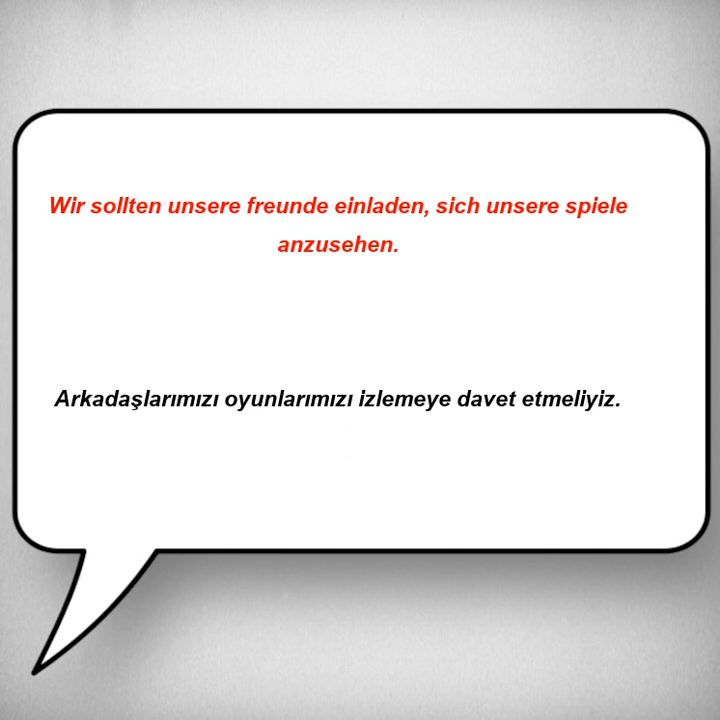 Wir sollten unsere freunde einladen, sich unsere spiele
anzusehen.
Arkadaşlarımızı oyunlarımızı izlemeye davet etmeliyiz.